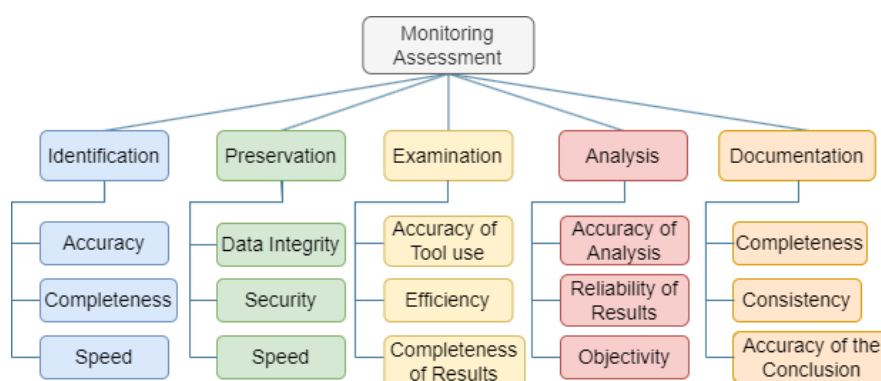 Monitoring
Assessment
Identification
Preservation
Examination
Analysis
Documentation
Accuracy
Data Integrity
Accuracy of
Tool use
Accuracy of
Analysis
Completeness
Completeness
Security
Efficiency
Reliability of
Results
Consistency
Speed
Speed
Completeness
of Results
Objectivity
Accuracy of the
Conclusion